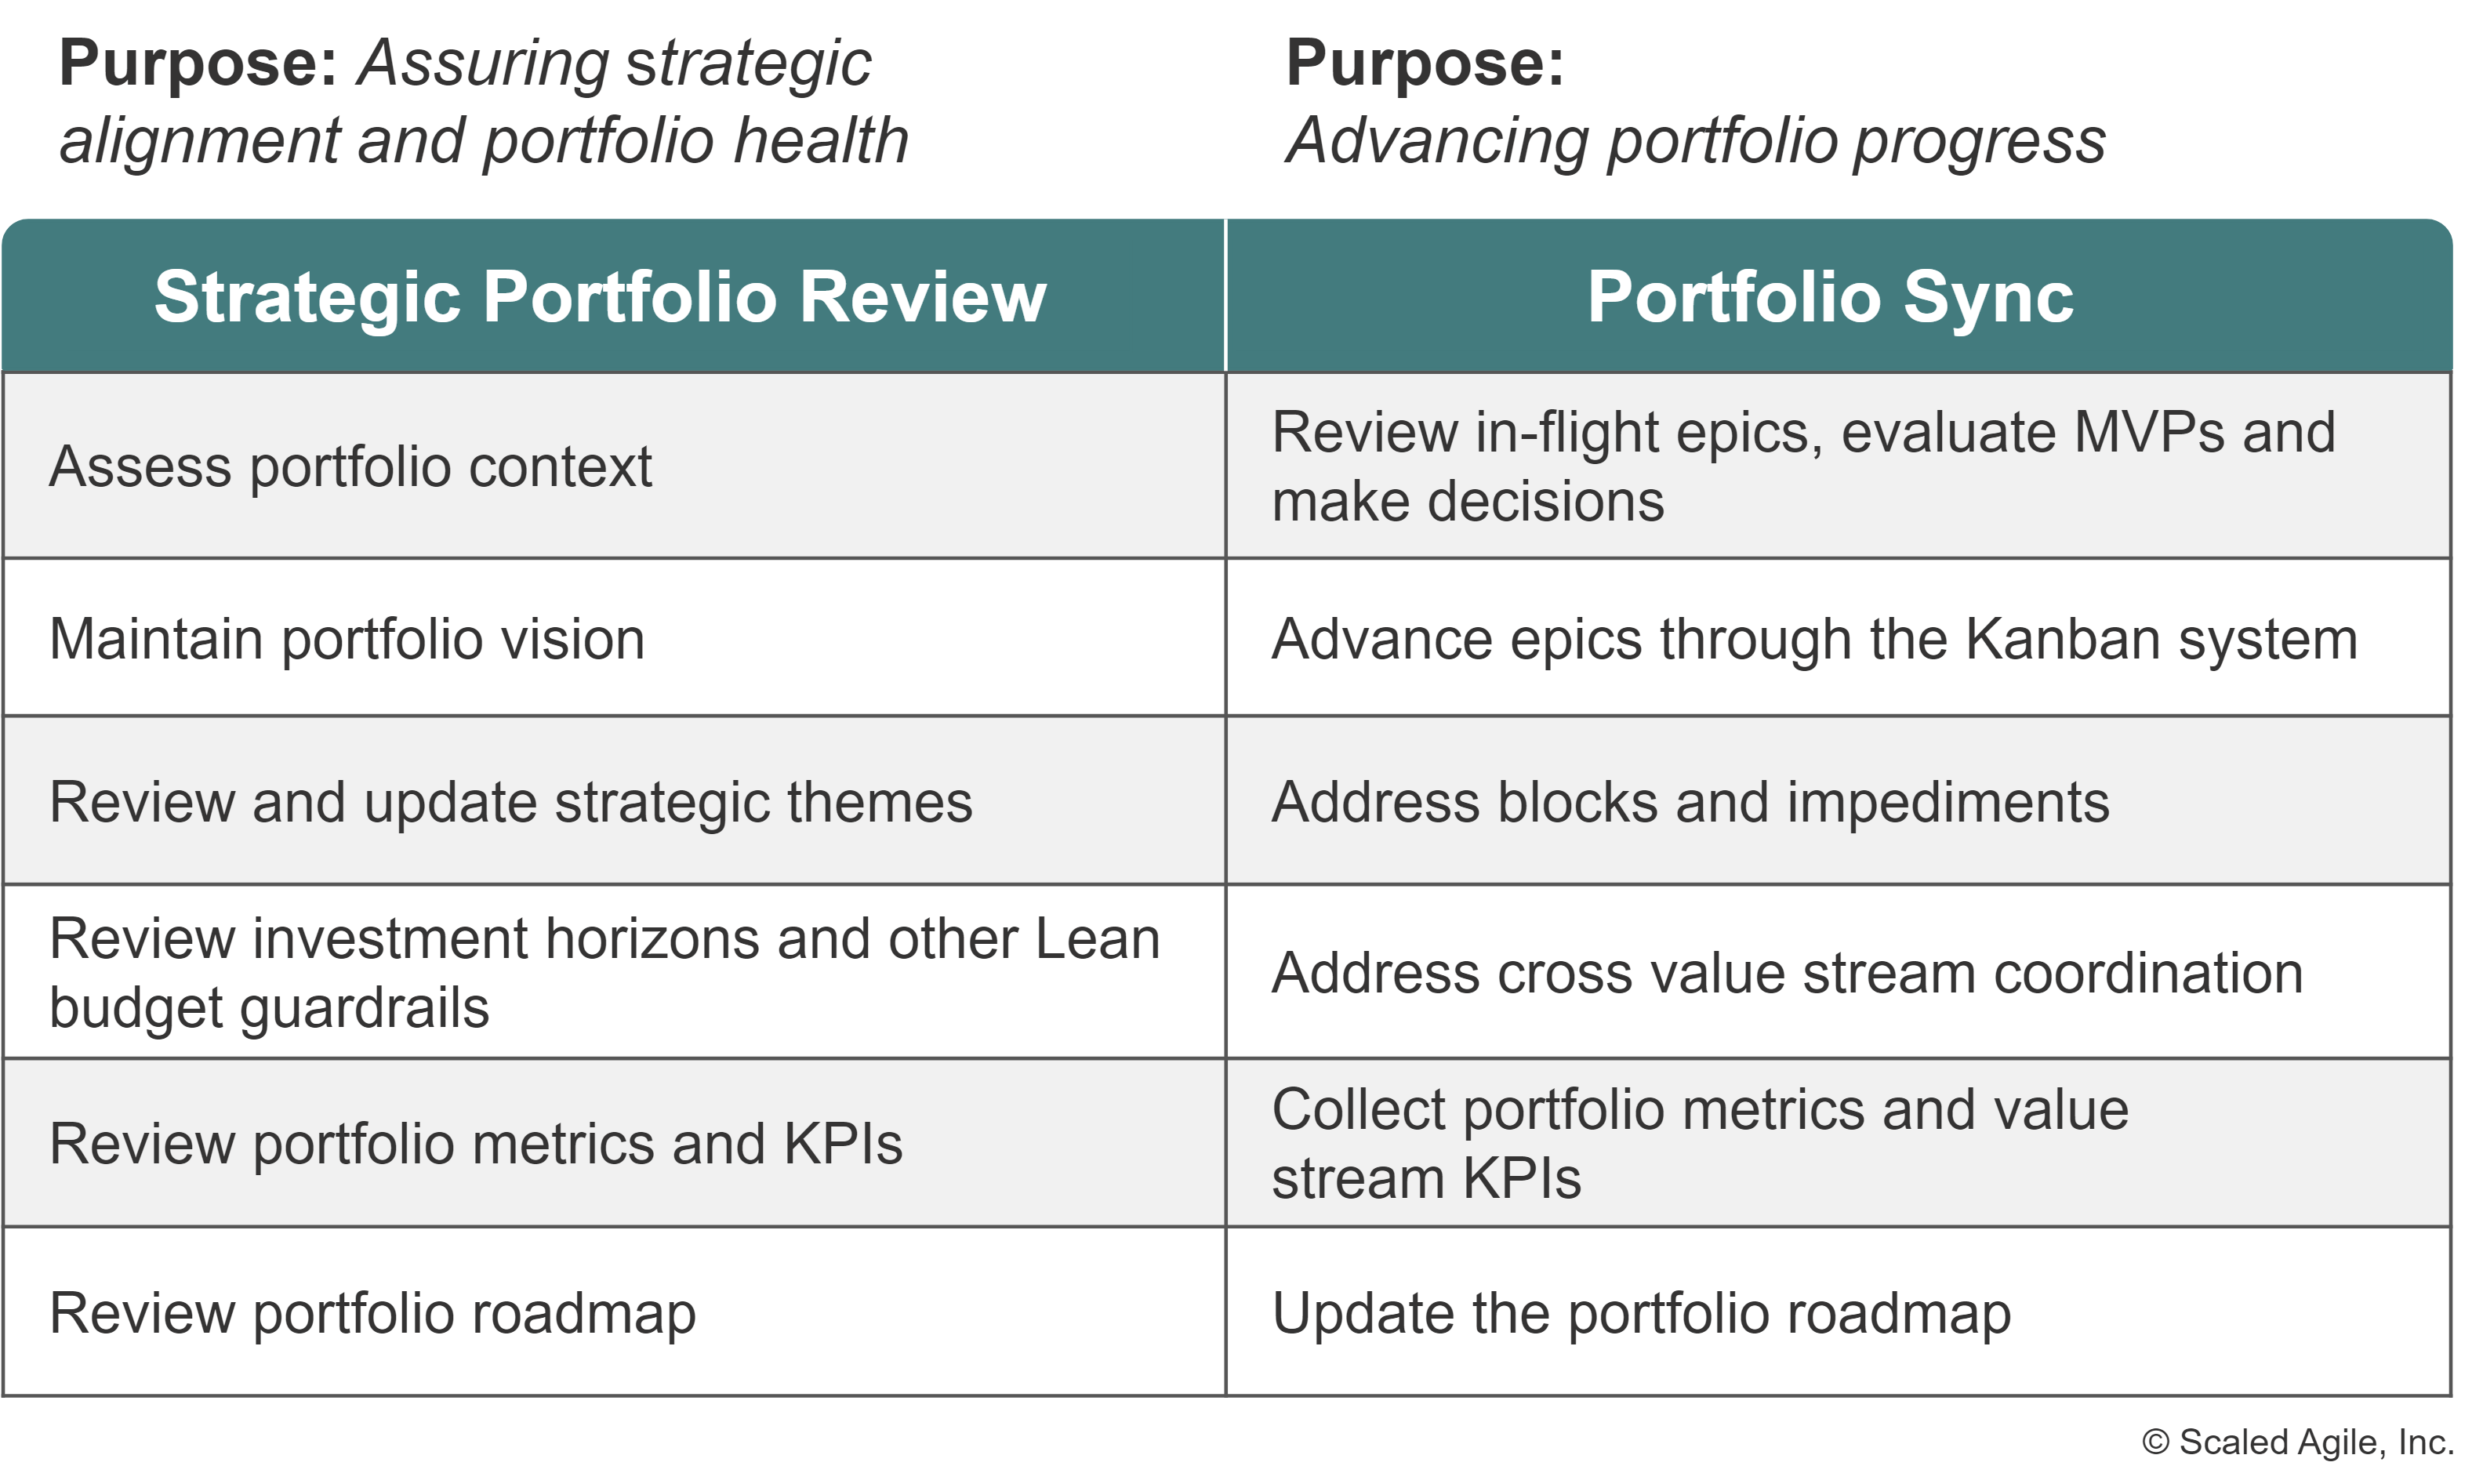 Purpose: Assuring strategic
alignment and portfolio health
Purpose:
Advancing portfolio progress
Strategic Portfolio Review
Portfolio Sync
Assess portfolio context
Review in-flight epics, evaluate MVPs and
make decisions
Maintain portfolio vision
Advance epics through the Kanban system
Review and update strategic themes
Address blocks and impediments
Review investment horizons and other Lean
budget guardrails
Address cross value stream coordination
Review portfolio metrics and KPIs
Collect portfolio metrics and value
stream KPIs
Review portfolio roadmap
Update the portfolio roadmap
© Scaled Agile, Inc.